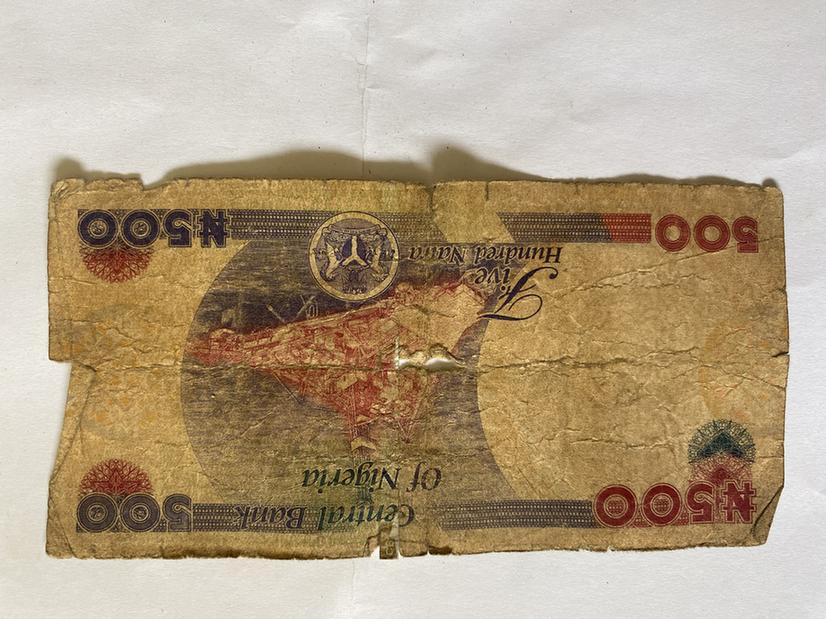 ₦500
Central Bank
Of Nigeria
500
Five
Hundred Naira
500
₦500